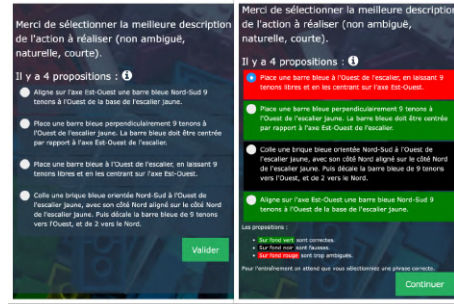 Merci de sélectionner la meilleure description
de l'action à réaliser (non ambiguë,
naturelle, courte).
Il y a 4 propositions :
Aligne sur l'axe Est-Ouest une barre bleue Nord-Sud 9
tenons à l'Ouest de la base de l'escalier jaune.
Place une barre bleue perpendiculairement 9 tenons à
l'Ouest de l'escalier jaune. La barre bleue doit être centrée
par rapport à l'axe Est-Ouest de l'escalier jaune.
Place une barre bleue à l'Ouest de l'escalier, en laissant 9
tenons libres et en les centrant sur l'axe Est-Ouest.
Colle une brique bleue orientée Nord-Sud à l'Ouest de
l'escalier jaune, avec son côté Nord aligné sur le côté Nord
de l'escalier jaune. Puis décale la barre bleue de 9 tenons
vers l'Ouest, et de 2 vers le Nord.
Valider
Merci de sélectionner la meilleure description
de l'action à réaliser (non ambiguë,
naturelle, courte).
Il y a 4 propositions :
Place une barre bleue à l'Ouest de l'escalier, en laissant 9
tenons libres et en les centrant sur l'axe Est-Ouest.
Place une barre bleue perpendiculairement 9 tenons à
l'Ouest de l'escalier jaune. La barre bleue doit être centrée
par rapport à l'axe Est-Ouest de l'escalier jaune.
Colle une brique bleue orientée Nord-Sud à l'Ouest de
l'escalier jaune, avec son côté Nord aligné sur le côté Nord
de l'escalier jaune. Puis décale la barre bleue de 9 tenons
vers l'Ouest, et de 2 vers le Nord.
Aligne sur l'axe Est-Ouest une barre bleue Nord-Sud 9
tenons à l'Ouest de la base de l'escalier jaune.
Les propositions :
Sur fond vert sont correctes.
Sur fond noir sont fausses.
Sur fond rouge sont trop ambiguës.
Pour l'entraînement on attend que vous sélectionniez une phrase correcte.
Continuer